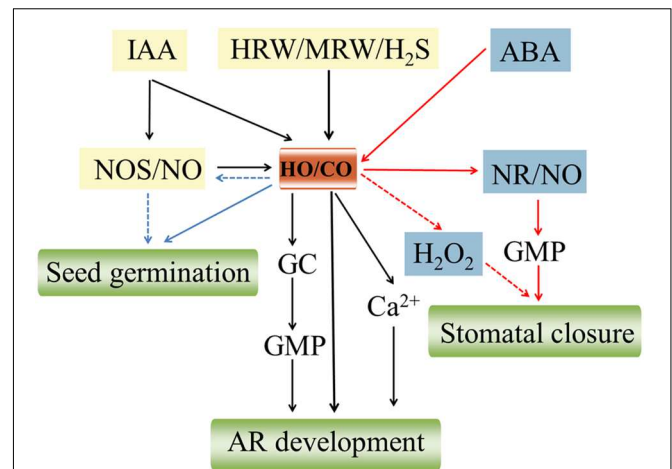 IAA
HRW/MRW/H₂S
ABA
NOS/NO
HO/CO
NR/NO
Seed germination
GC
H₂O₂
GMP
Ca²⁺
Stomatal closure
GMP
AR development